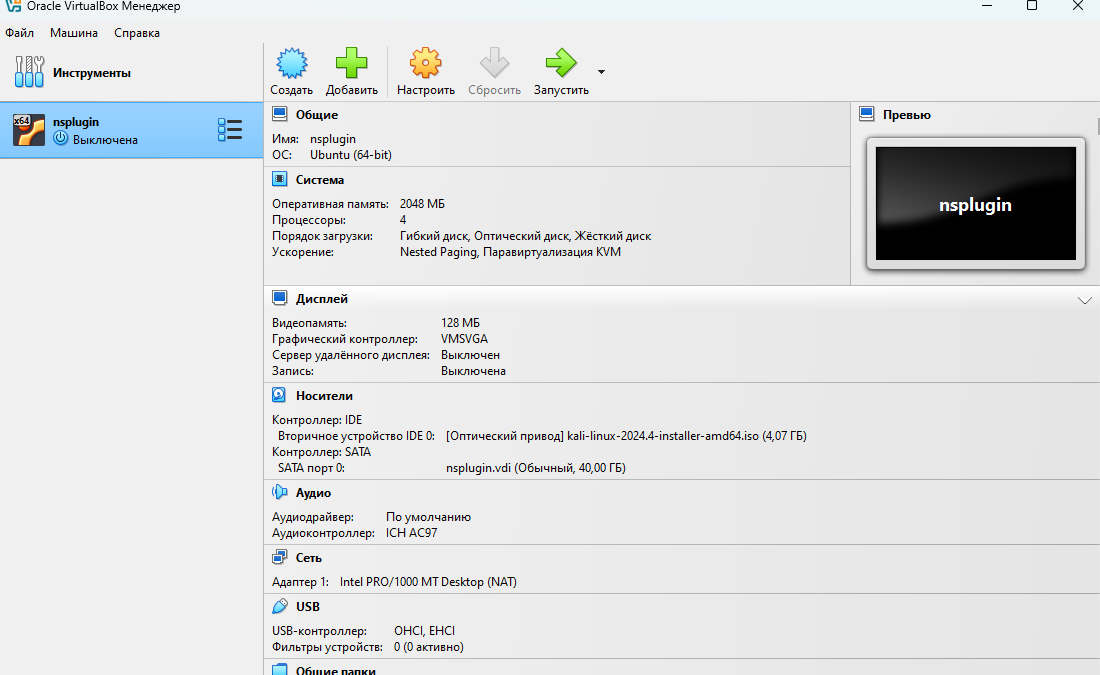 Oracle VirtualBox Менеджер
Файл Машина Справка
Инструменты
Создать Добавить Настроить Сбросить Запустить
x64
nsplugin
Выключена
Общие
Имя: nsplugin
ОС: Ubuntu (64-bit)
Превью
nsplugin
Система
Оперативная память: 2048 МБ
Процессоры: 4
Порядок загрузки: Гибкий диск, Оптический диск, Жёсткий диск
Ускорение: Nested Paging, Паравиртуализация KVM
Дисплей
Видеопамять: 128 МБ
Графический контроллер: VMSVGA
Сервер удалённого дисплея: Выключен
Запись: Выключена
Носители
Контроллер: IDE
Вторичное устройство IDE 0: [Оптический привод] kali-linux-2024.4-installer-amd64.iso (4,07 ГБ)
Контроллер: SATA
SATA порт 0: nsplugin.vdi (Обычный, 40,00 ГБ)
Аудио
Аудиодрайвер: По умолчанию
Аудиоконтроллер: ICH AC97
Сеть
Адаптер 1: Intel PRO/1000 MT Desktop (NAT)
USB
USB-контроллер: OHCI, EHCI
Фильтры устройств: 0 (0 активно)
Общие папки